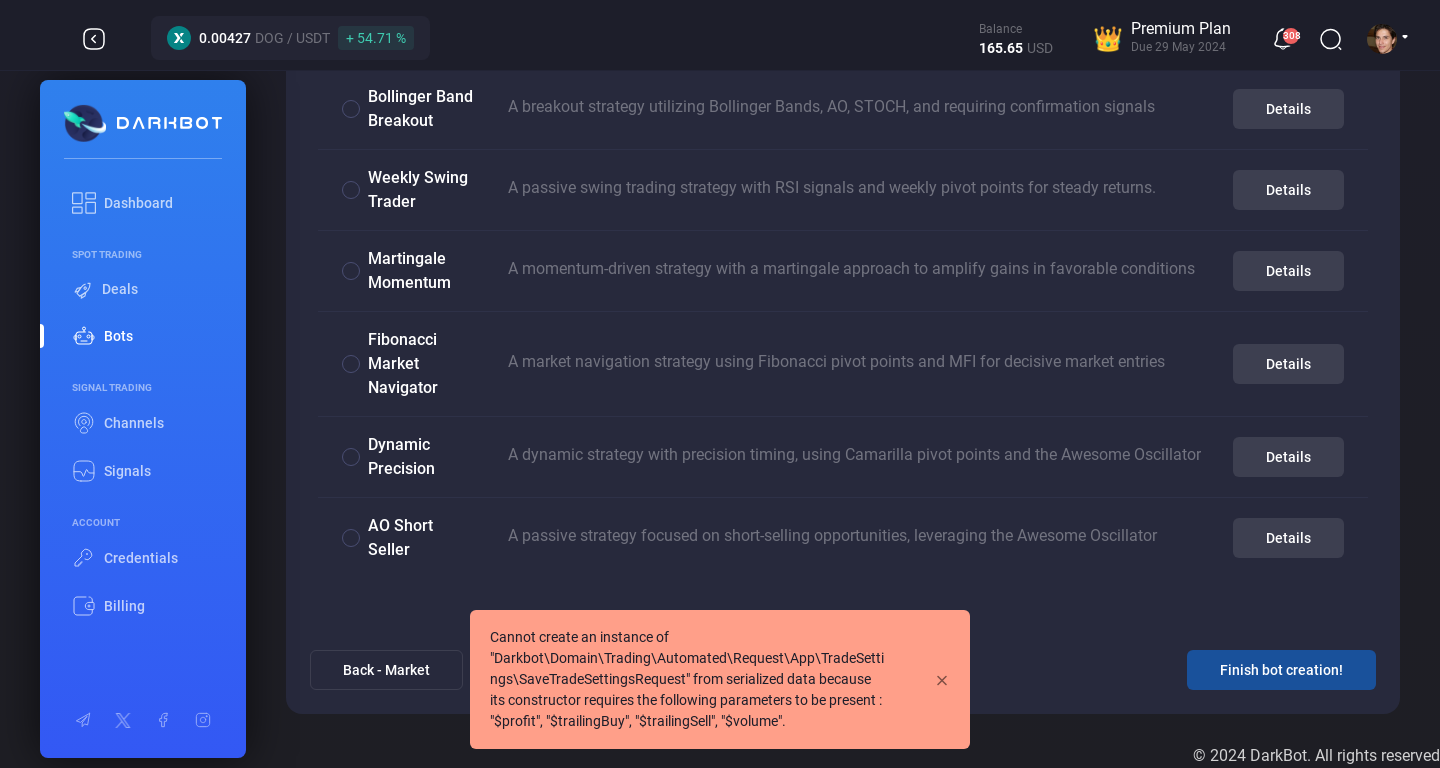 0.00427 DOG / USDT + 54.71 %
Balance
165.65 USD
Premium Plan
Due 29 May 2024
308
DARKBOT
Dashboard
SPOT TRADING
Deals
Bots
SIGNAL TRADING
Channels
Signals
ACCOUNT
Credentials
Billing
Bollinger Band
Breakout
A breakout strategy utilizing Bollinger Bands, AO, STOCH, and requiring confirmation signals
Details
Weekly Swing
Trader
A passive swing trading strategy with RSI signals and weekly pivot points for steady returns.
Details
Martingale
Momentum
A momentum-driven strategy with a martingale approach to amplify gains in favorable conditions
Details
Fibonacci
Market
Navigator
A market navigation strategy using Fibonacci pivot points and MFI for decisive market entries
Details
Dynamic
Precision
A dynamic strategy with precision timing, using Camarilla pivot points and the Awesome Oscillator
Details
AO Short
Seller
A passive strategy focused on short-selling opportunities, leveraging the Awesome Oscillator
Details
Back - Market
Cannot create an instance of
"Darkbot\Domain\Trading\Automated\Request\App\TradeSetti
ngs\SaveTradeSettingsRequest" from serialized data because
its constructor requires the following parameters to be present :
"$profit", "$trailingBuy", "$trailingSell", "$volume".
Finish bot creation!
© 2024 DarkBot. All rights reserved